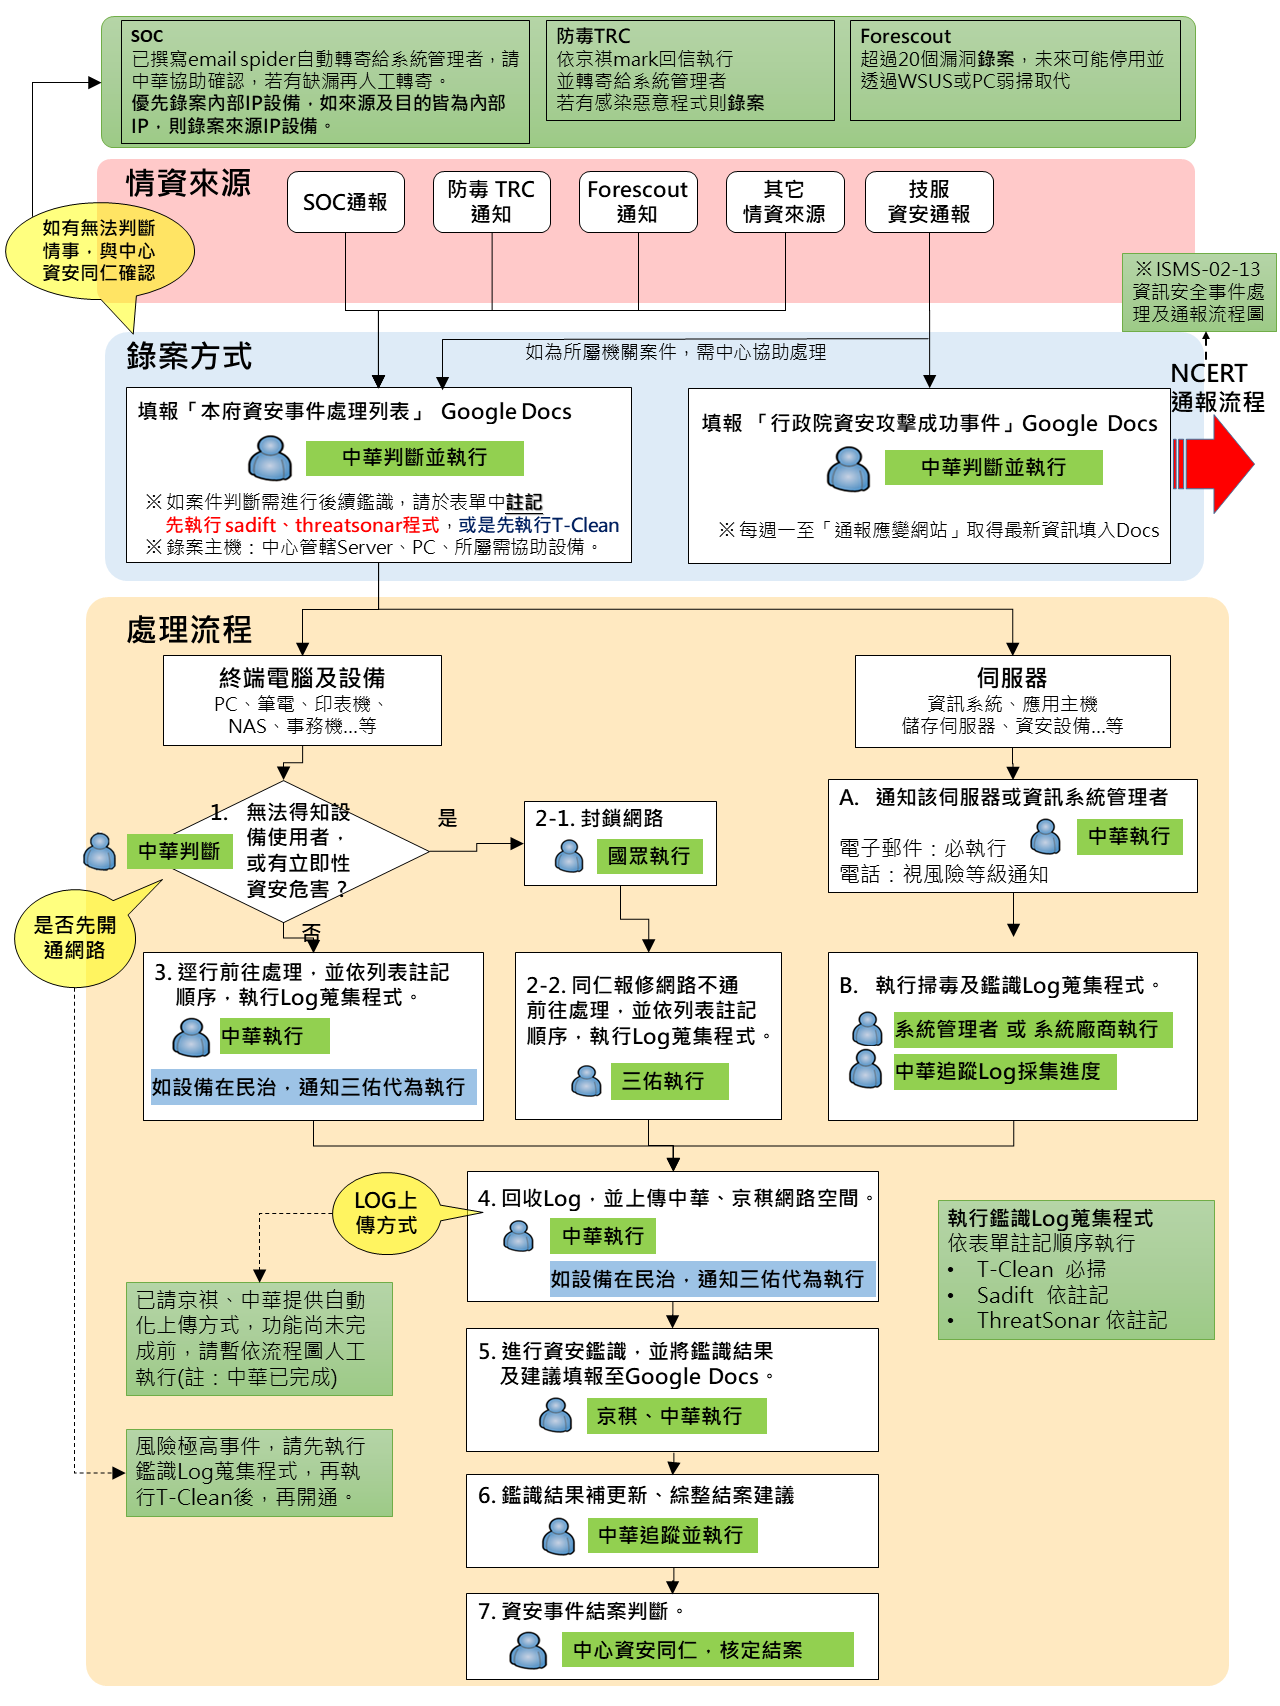 SOC
已撰寫email spider自動轉寄給系統管理者，請
中華協助確認，若有缺漏再人工轉寄。
優先錄案內部IP設備，如來源及目的皆為內部
IP，則錄案來源IP設備。
防毒TRC
依京祺mark回信執行
並轉寄給系統管理者
若有感染惡意程式則錄案
Forescout
超過20個漏洞錄案，未來可能停用並
透過WSUS或PC弱掃取代
情資來源
SOC通報
防毒 TRC
通知
Forescout
通知
其它
情資來源
技服
資安通報
如有無法判斷
情事，與中心
資安同仁確認
※ISMS-02-13
資訊安全事件處
理及通報流程圖
錄案方式
如為所屬機關案件，需中心協助處理
NCERT
通報流程
填報「本府資安事件處理列表」 Google Docs
中華判斷並執行
※如案件判斷需進行後續鑑識，請於表單中註記
先執行sadift、threatsonar程式，或是先執行T-Clean
※錄案主機：中心管轄Server、PC、所屬需協助設備。
填報 「行政院資安攻擊成功事件」Google Docs
中華判斷並執行
※每週一至「通報應變網站」取得最新資訊填入Docs
處理流程
終端電腦及設備
PC、筆電、印表機、
NAS、事務機...等
伺服器
資訊系統、應用主機
儲存伺服器、資安設備...等
1. 無法得知設
備使用者，
或有立即性
資安危害？
中華判斷
是
否
2-1. 封鎖網路
國眾執行
A. 通知該伺服器或資訊系統管理者
中華執行
電子郵件：必執行
電話：視風險等級通知
是否先開
通網路
3. 逕行前往處理，並依列表註記
順序，執行Log蒐集程式。
中華執行
如設備在民治，通知三佑代為執行
2-2. 同仁報修網路不通
前往處理，並依列表註記
順序，執行Log蒐集程式。
三佑執行
B. 執行掃毒及鑑識Log蒐集程式。
系統管理者 或 系統廠商執行
中華追蹤Log採集進度
LOG上
傳方式
4. 回收Log，並上傳中華、京秖網路空間。
中華執行
如設備在民治，通知三佑代為執行
執行鑑識Log蒐集程式
依表單註記順序執行
• T-Clean 必掃
• Sadift 依註記
• ThreatSonar 依註記
已請京祺、中華提供自動
化上傳方式，功能尚未完
成前，請暫依流程圖人工
執行(註：中華已完成)
5. 進行資安鑑識，並將鑑識結果
及建議填報至Google Docs。
京秖、中華執行
風險極高事件，請先執行
鑑識Log蒐集程式，再執
行T-Clean後，再開通。
6. 鑑識結果補更新、綜整結案建議
中華追蹤並執行
7. 資安事件結案判斷。
中心資安同仁，核定結案